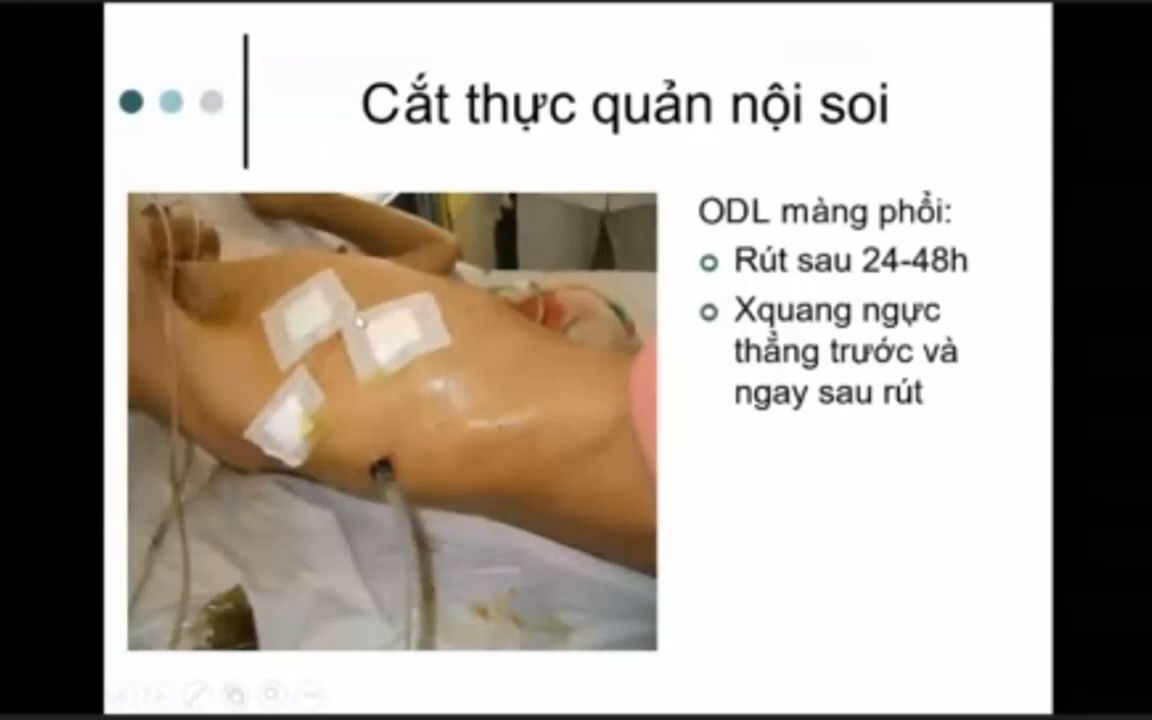 Cắt thực quản nội soi
ODL màng phổi:
Rút sau 24-48h
Xquang ngực
thẳng trước và
ngay sau rút